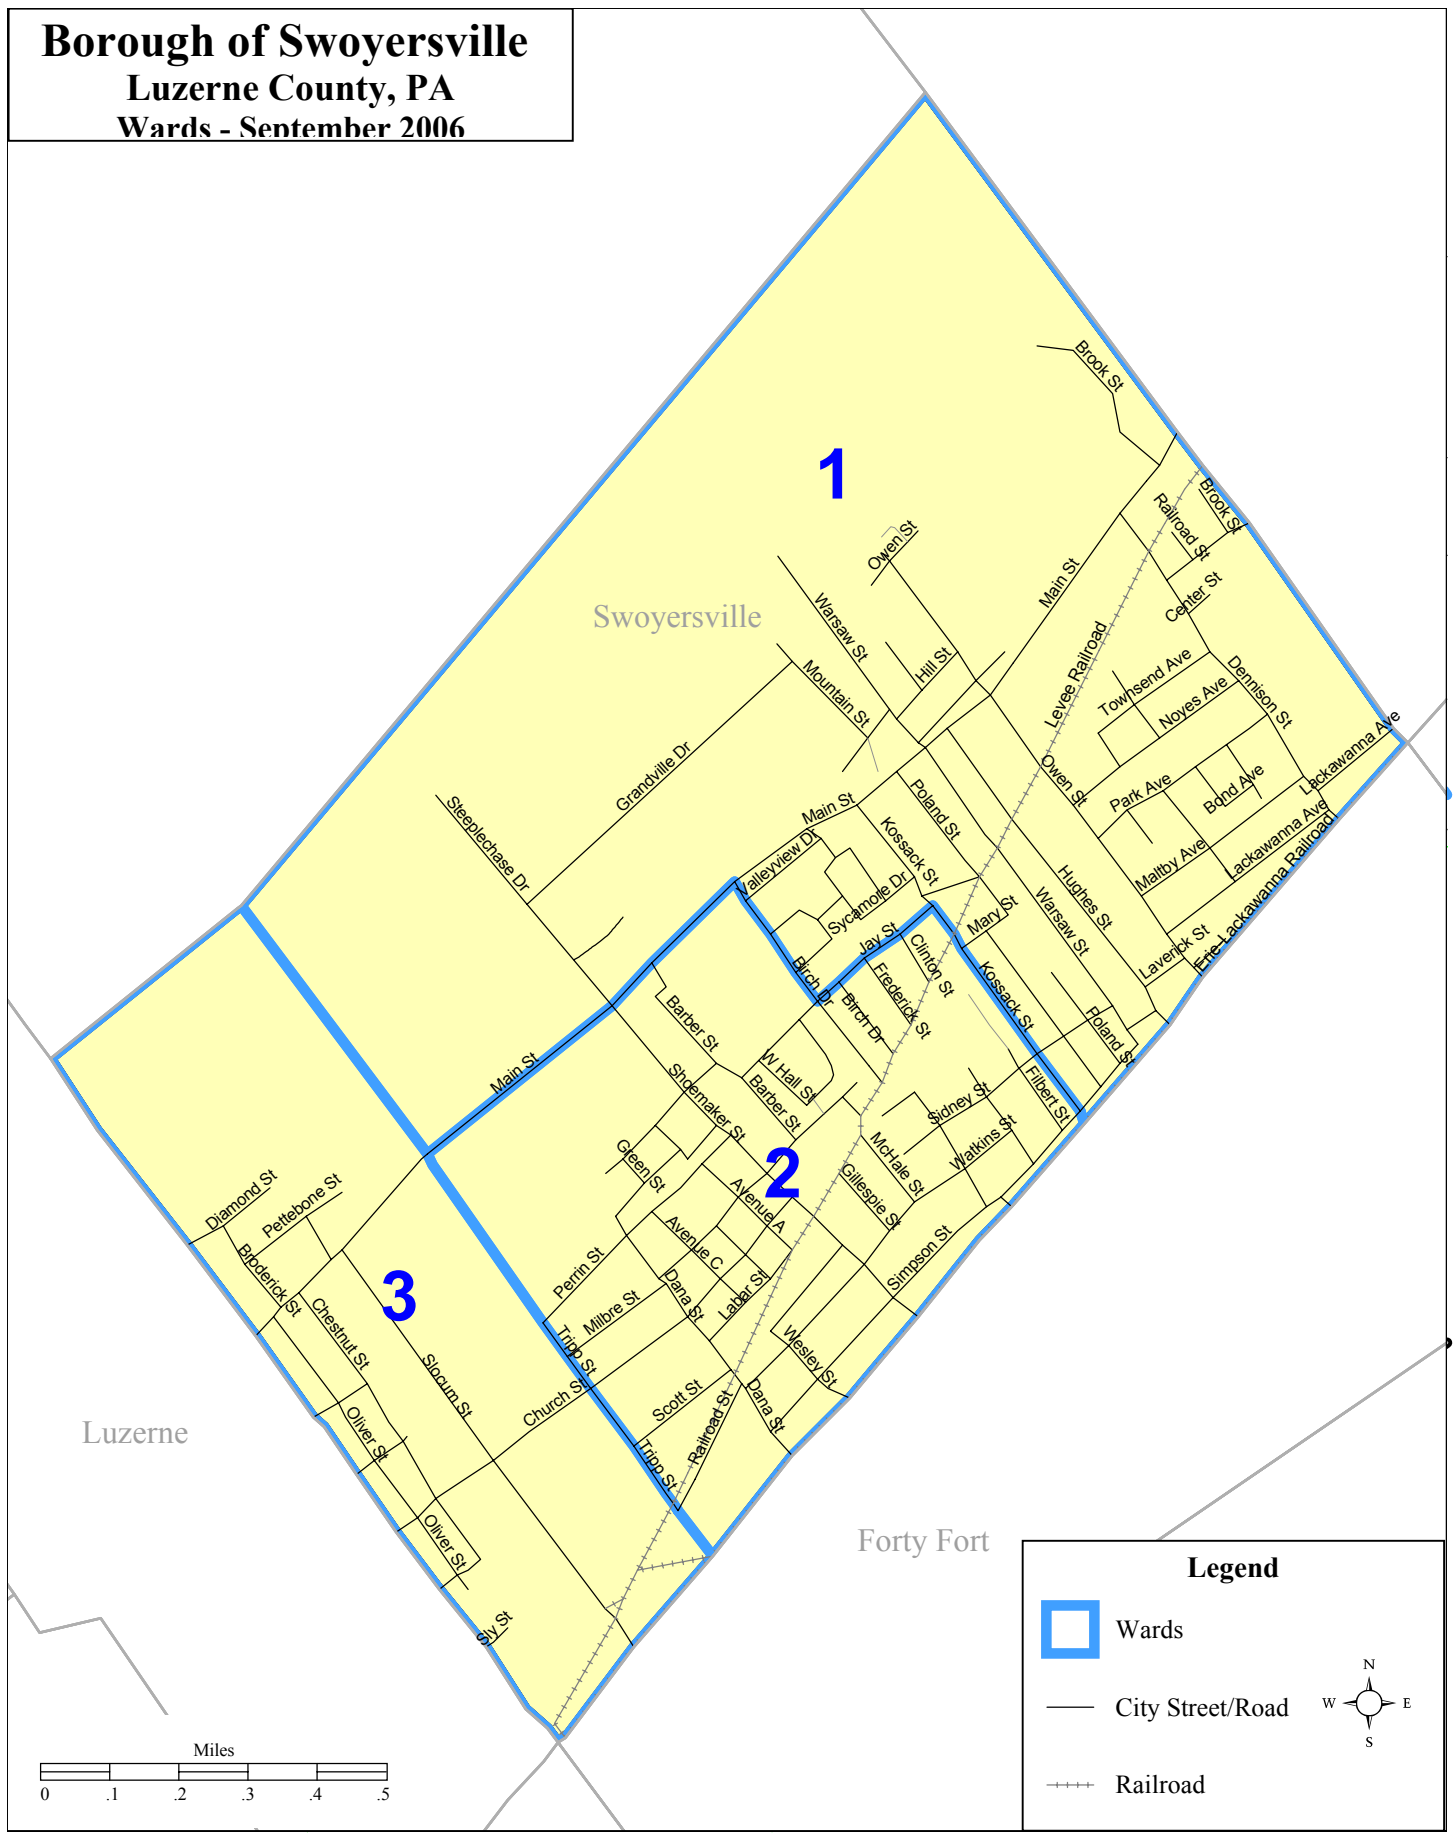 Borough of Swoyersville
Luzerne County, PA
Wards - September 2006
Brook St
1
Brook St
Railroad St
Owen St
Main St
Center St
Swoyersville
Warsaw St
Hill St
Levee Railroad
Townsend Ave
Dennison St
Mountain St
Noyes Ave
Lackawanna Ave
Grandville Dr
Owen St
Park Ave
Bond Ave
Steeplechase Dr
Main St
Poland St
Kossack St
Valleyview Dr
Lackawanna Ave
Maltby Ave
Hughes St
Erie-Lackawanna Railroad
Sycamore Dr
Warsaw St
Mary St
Jay St
Clinton St
Laverick St
Birch Dr
Frederick St
Kossack St
Birch Dr
Barber St
Poland St
Main St
W Hall St
Shoemaker St
Barber St
Filbert St
Sidney St
Watkins St
McHale St
Green St
2
Gillespie St
Avenue A
Diamond St
Pettebone St
Avenue C
Broderick St
Perrin St
Simpson St
3
Dana St
Labar St
Milbre St
Chestnut St
Tripp St
Wesley St
Slocum St
Church St
Scott St
Dana St
Luzerne
Oliver St
Railroad St
Tripp St
Oliver St
Forty Fort
Sly St
Legend
Wards
City Street/Road
Railroad
N
W
E
S
Miles
0 .1 .2 .3 .4 .5